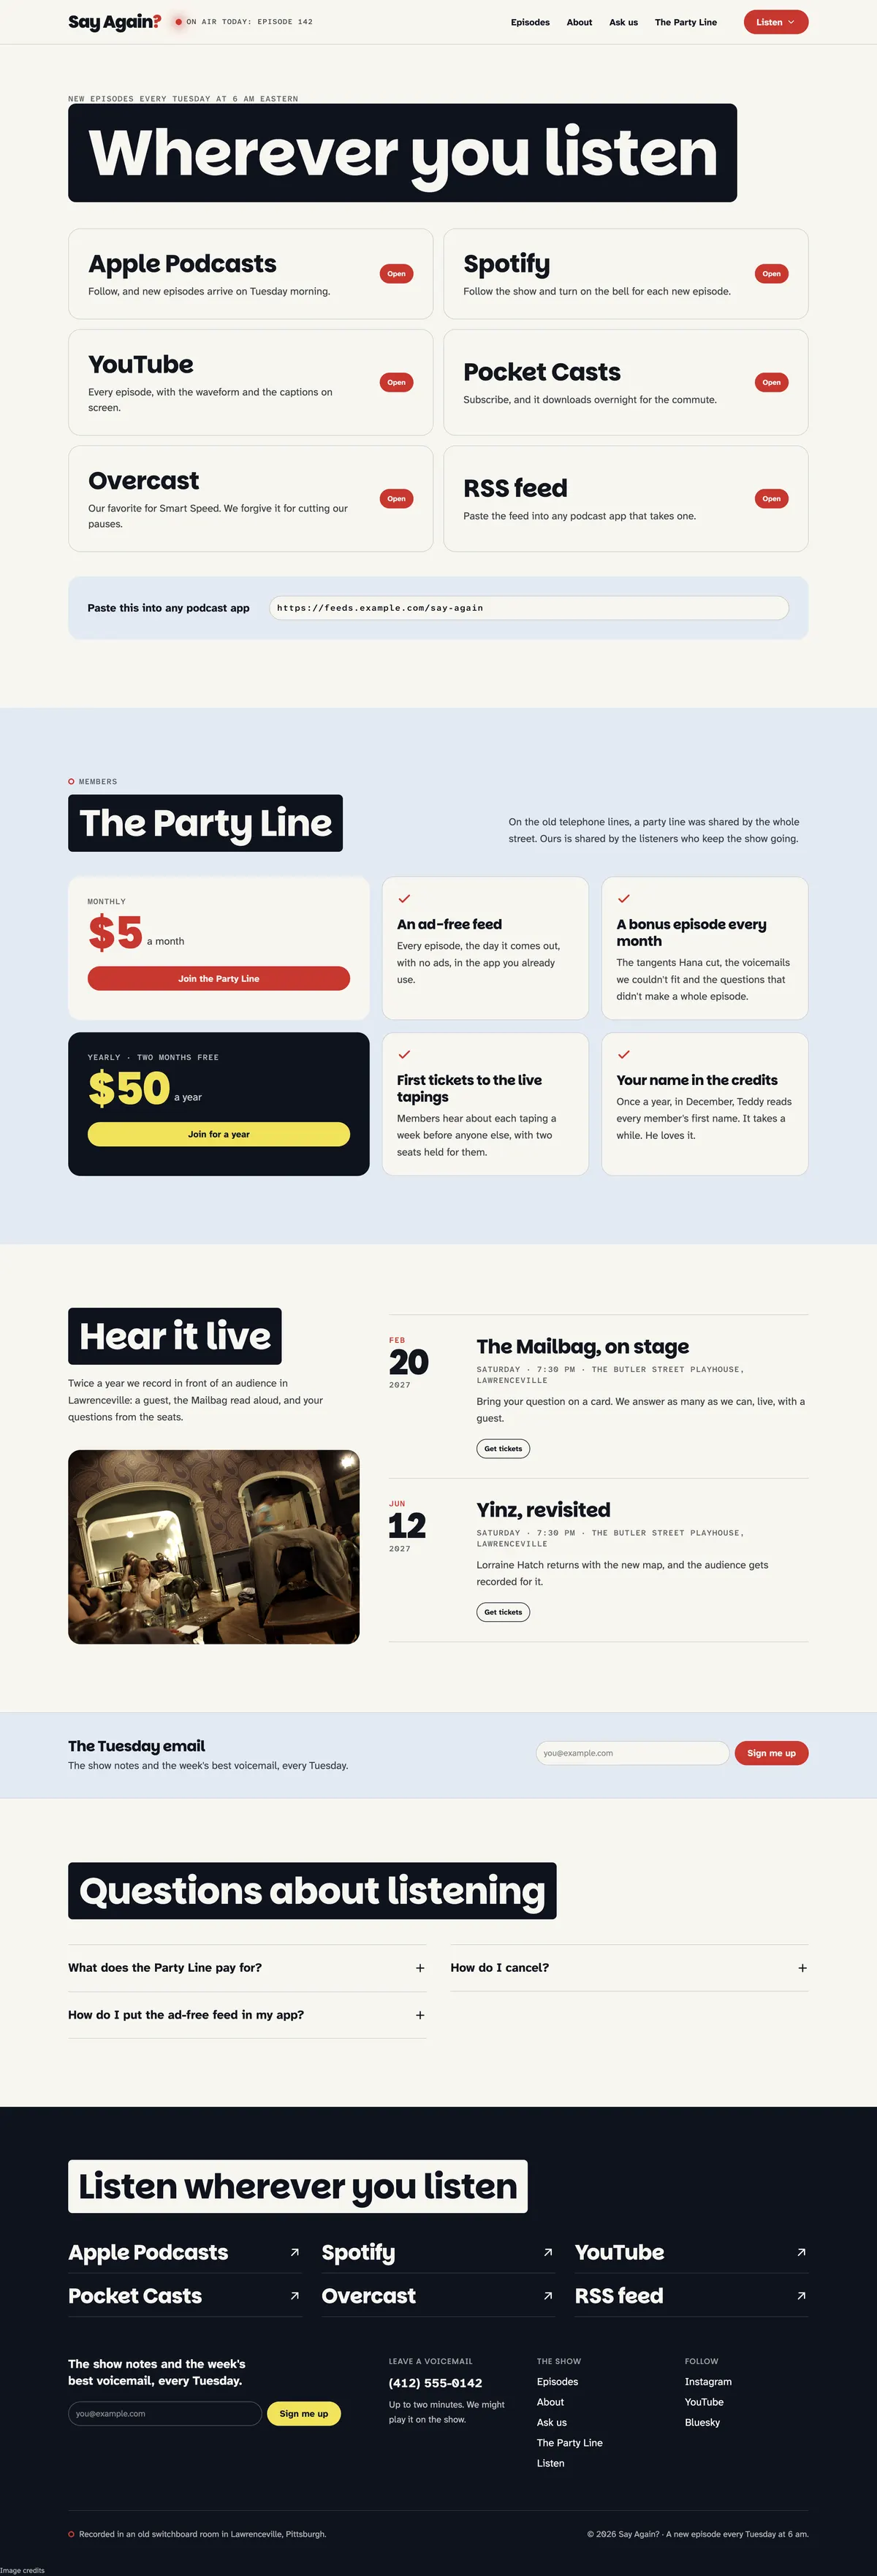 Say Again?
ON AIR TODAY: EPISODE 142
Episodes
About
Ask us
The Party Line
Listen
NEW EPISODES EVERY TUESDAY AT 6 AM EASTERN
Wherever you listen
Apple Podcasts
Follow, and new episodes arrive on Tuesday morning.
Open
Spotify
Follow the show and turn on the bell for each new episode.
Open
YouTube
Every episode, with the waveform and the captions on
screen.
Open
Pocket Casts
Subscribe, and it downloads overnight for the commute.
Open
Overcast
Our favorite for Smart Speed. We forgive it for cutting our
pauses.
Open
RSS feed
Paste the feed into any podcast app that takes one.
Open
Paste this into any podcast app
https://feeds.example.com/say-again
MEMBERS
The Party Line
On the old telephone lines, a party line was shared by the whole
street. Ours is shared by the listeners who keep the show going.
MONTHLY
$5 a month
Join the Party Line
An ad-free feed
Every episode, the day it comes out,
with no ads, in the app you already
use.
A bonus episode every
month
The tangents Hana cut, the voicemails
we couldn't fit and the questions that
didn't make a whole episode.
YEARLY · TWO MONTHS FREE
$50 a year
Join for a year
First tickets to the live
tapings
Members hear about each taping a
week before anyone else, with two
seats held for them.
Your name in the credits
Once a year, in December, Teddy reads
every member's first name. It takes a
while. He loves it.
Hear it live
Twice a year we record in front of an audience in
Lawrenceville: a guest, the Mailbag read aloud, and your
questions from the seats.
FEB
20
2027
The Mailbag, on stage
SATURDAY · 7:30 PM · THE BUTLER STREET PLAYHOUSE,
LAWRENCEVILLE
Bring your question on a card. We answer as many as we can, live, with a
guest.
Get tickets
JUN
12
2027
Yinz, revisited
SATURDAY · 7:30 PM · THE BUTLER STREET PLAYHOUSE,
LAWRENCEVILLE
Lorraine Hatch returns with the new map, and the audience gets
recorded for it.
Get tickets
The Tuesday email
The show notes and the week's best voicemail, every Tuesday.
you@example.com
Sign me up
Questions about listening
What does the Party Line pay for?
How do I cancel?
How do I put the ad-free feed in my app?
Listen wherever you listen
Apple Podcasts
Spotify
YouTube
Pocket Casts
Overcast
RSS feed
The show notes and the week's
best voicemail, every Tuesday.
you@example.com
Sign me up
LEAVE A VOICEMAIL
(412) 555-0142
Up to two minutes. We might
play it on the show.
THE SHOW
Episodes
About
Ask us
The Party Line
Listen
FOLLOW
Instagram
YouTube
Bluesky
Recorded in an old switchboard room in Lawrenceville, Pittsburgh.
© 2026 Say Again? · A new episode every Tuesday at 6 am.
Image credits